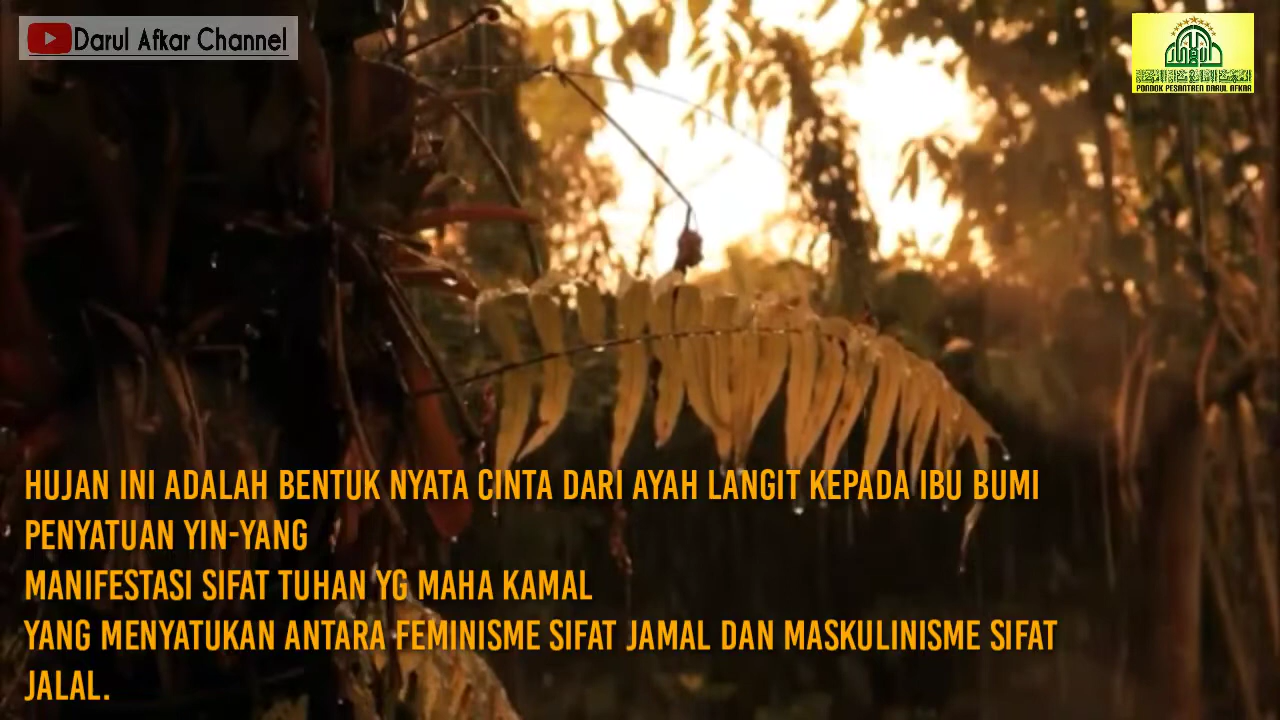 Darul Afkar Channel
PONDOK PESANTREN DARUL AFKAR
HUJAN INI ADALAH BENTUK NYATA CINTA DARI AYAH LANGIT KEPADA IBU BUMI
PENYATUAN YIN-YANG
MANIFESTASI SIFAT TUHAN YG MAHA KAMAL
YANG MENYATUKAN ANTARA FEMINISME SIFAT JAMAL DAN MASKULINISME SIFAT
JALAL.